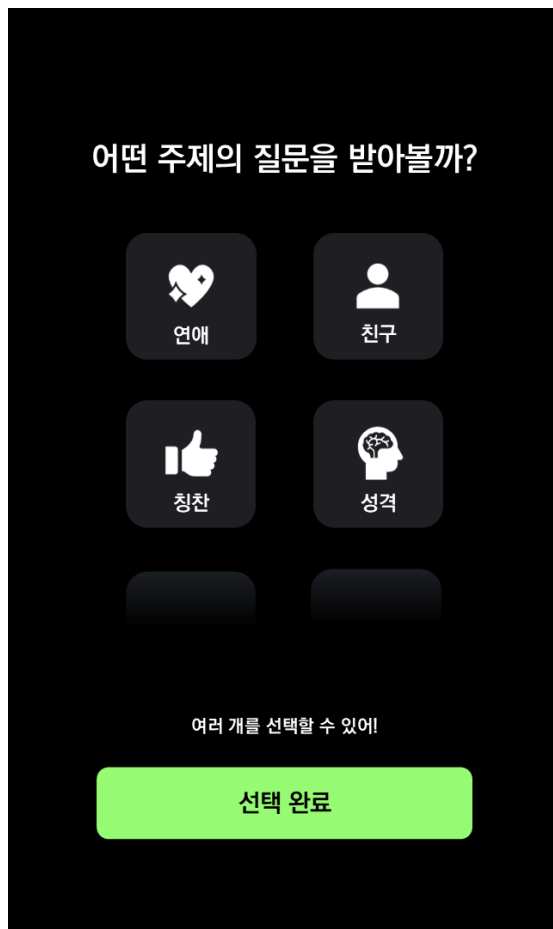 어떤 주제의 질문을 받아볼까?
연애
친구
칭찬
성격
여러 개를 선택할 수 있어!
선택 완료